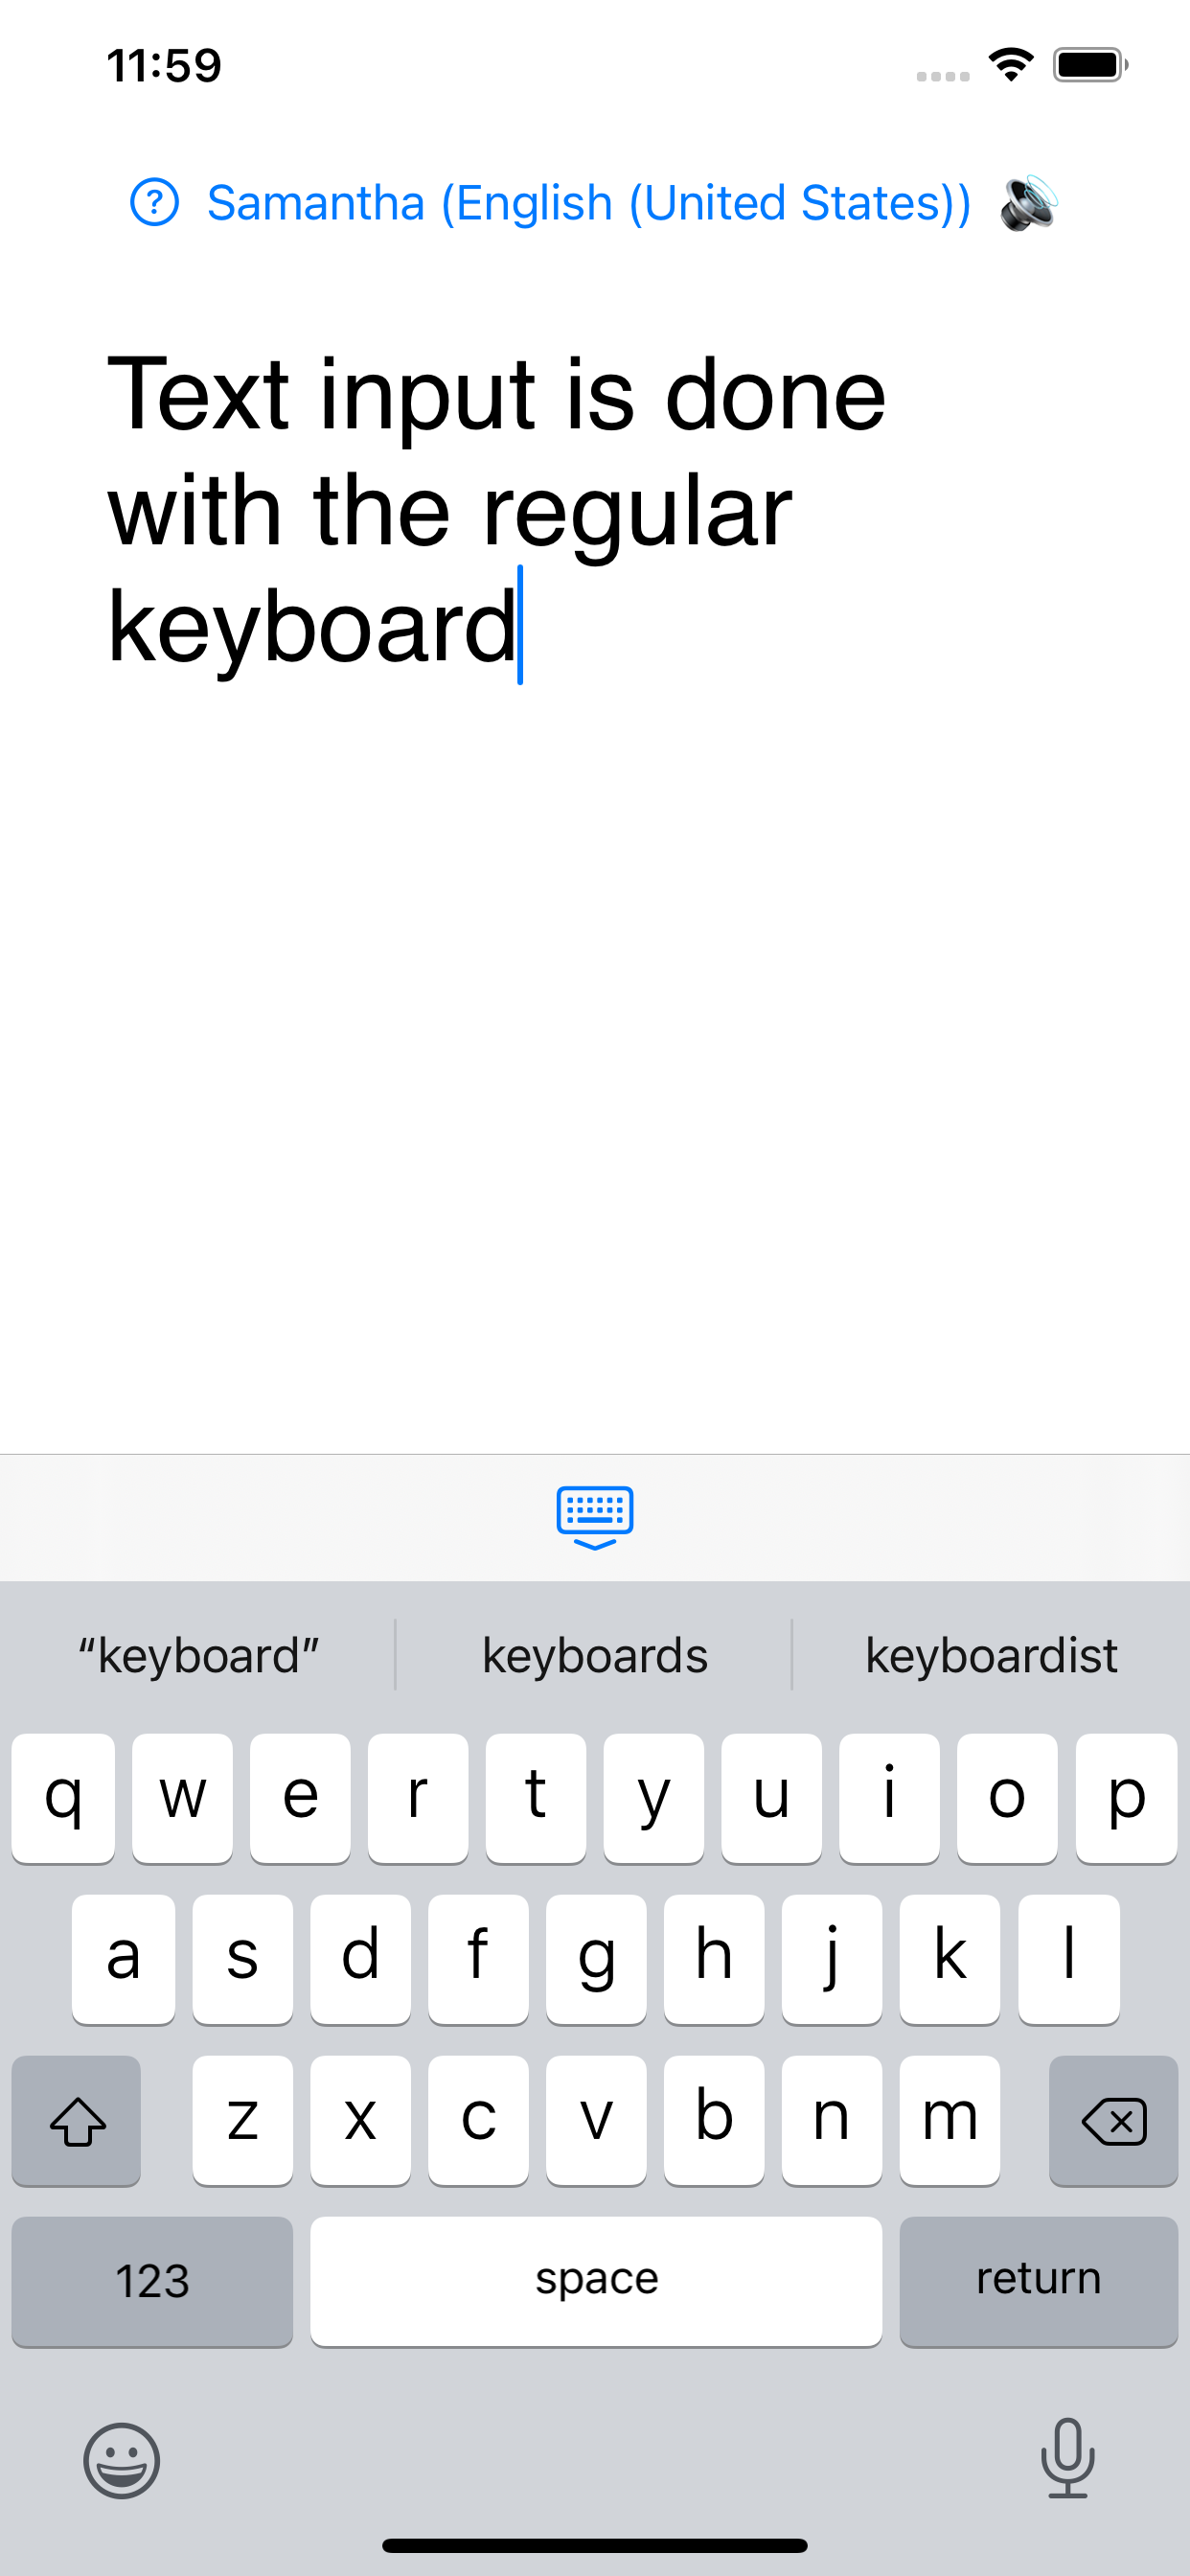 11:59
? Samantha (English (United States))
Text input is done
with the regular
keyboard
“keyboard” keyboards keyboardist
q w e r t y u i o p
a s d f g h j k l
z x c v b n m
123 space return